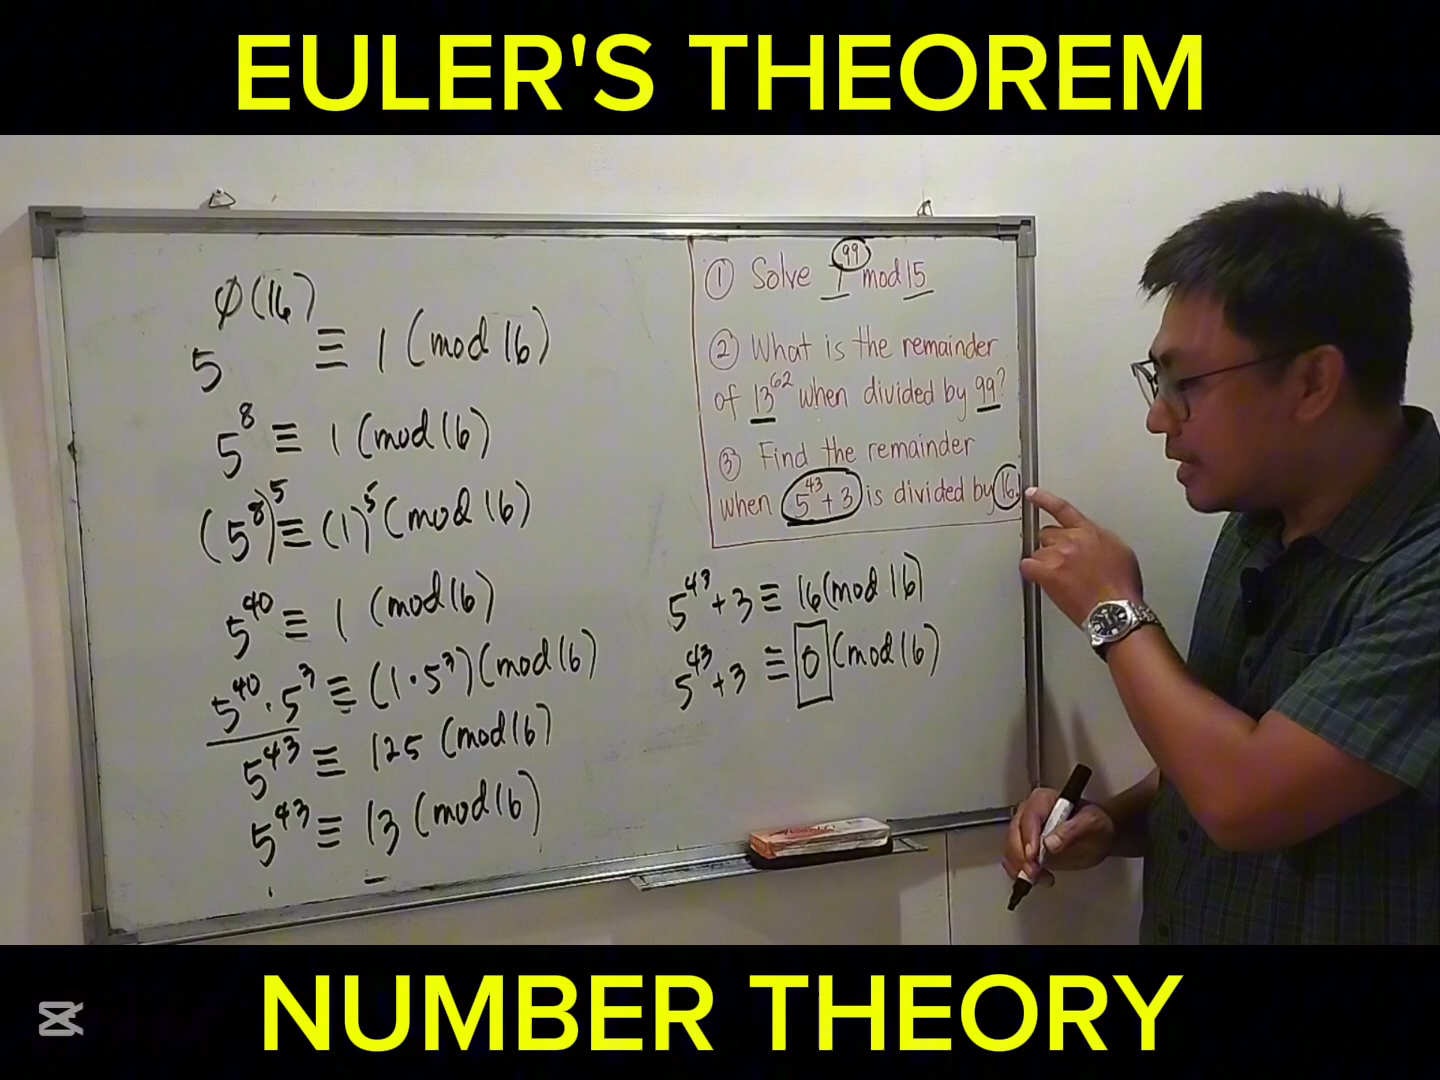 EULER'S THEOREM
5^φ(16) ≡ 1 (mod 16)
5^8 ≡ 1 (mod 16)
(5^8)^5 ≡ (1)^5 (mod 16)
5^40 ≡ 1 (mod 16)
5^40 · 5^3 ≡ (1 · 5^3) (mod 16)
5^43 ≡ 125 (mod 16)
5^43 ≡ 13 (mod 16)
① Solve 7^99 mod 15
② What is the remainder
of 13^62 when divided by 99?
③ Find the remainder
when 5^43 + 3 is divided by 16.
5^43 + 3 ≡ 16 (mod 16)
5^43 + 3 ≡ 0 (mod 16)
NUMBER THEORY